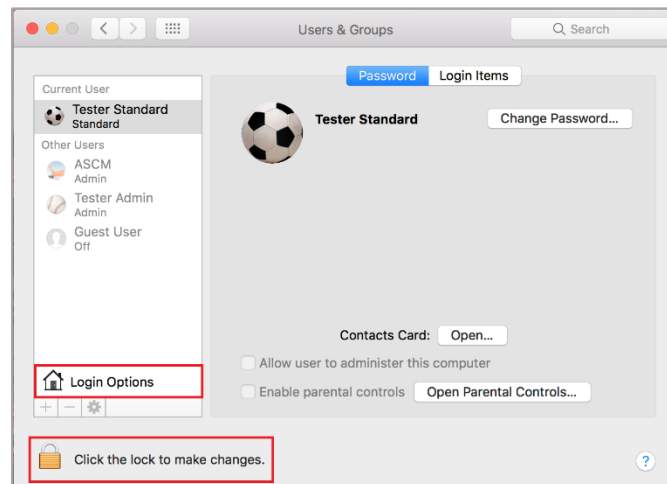 Users & Groups
Search
Password
Login Items
Current User
Tester Standard
Standard
Other Users
ASCM
Admin
Tester Admin
Admin
Guest User
Off
Login Options
Tester Standard
Change Password...
Contacts Card:
Open...
Allow user to administer this computer
Enable parental controls
Open Parental Controls...
Click the lock to make changes.
?